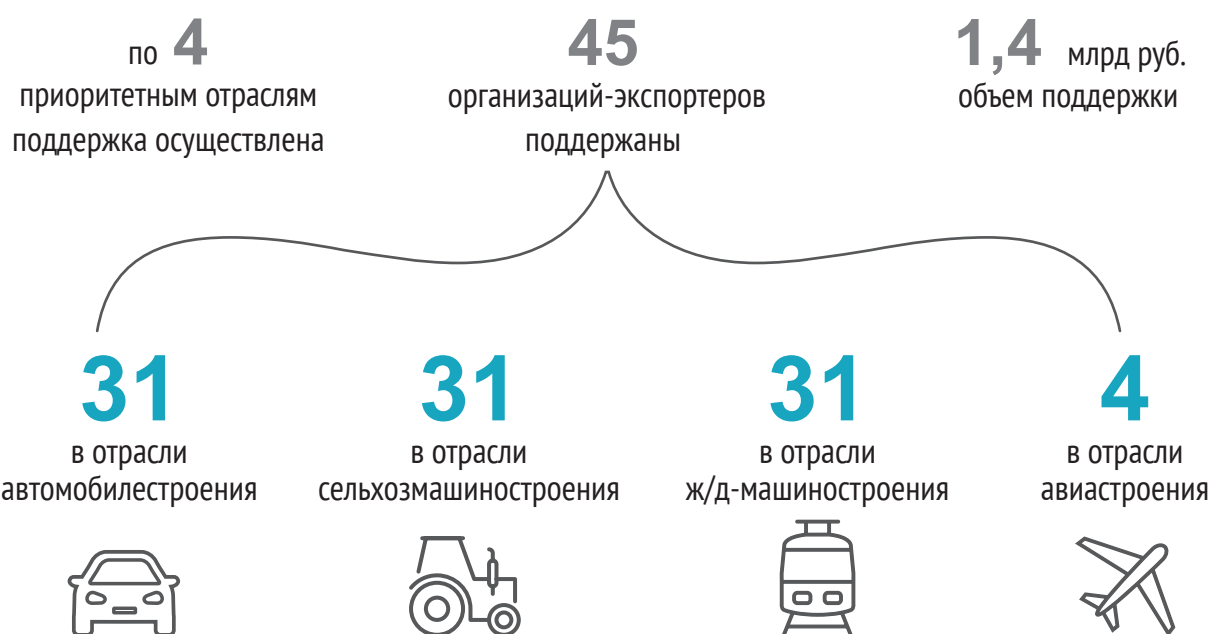 по 4
приоритетным отраслям
поддержка осуществлена
45
организаций-экспортеров
поддержаны
1,4 млрд руб.
объем поддержки
31
в отрасли
автомобилестроения
31
в отрасли
сельхозмашиностроения
31
в отрасли
ж/д-машиностроения
4
в отрасли
авиастроения